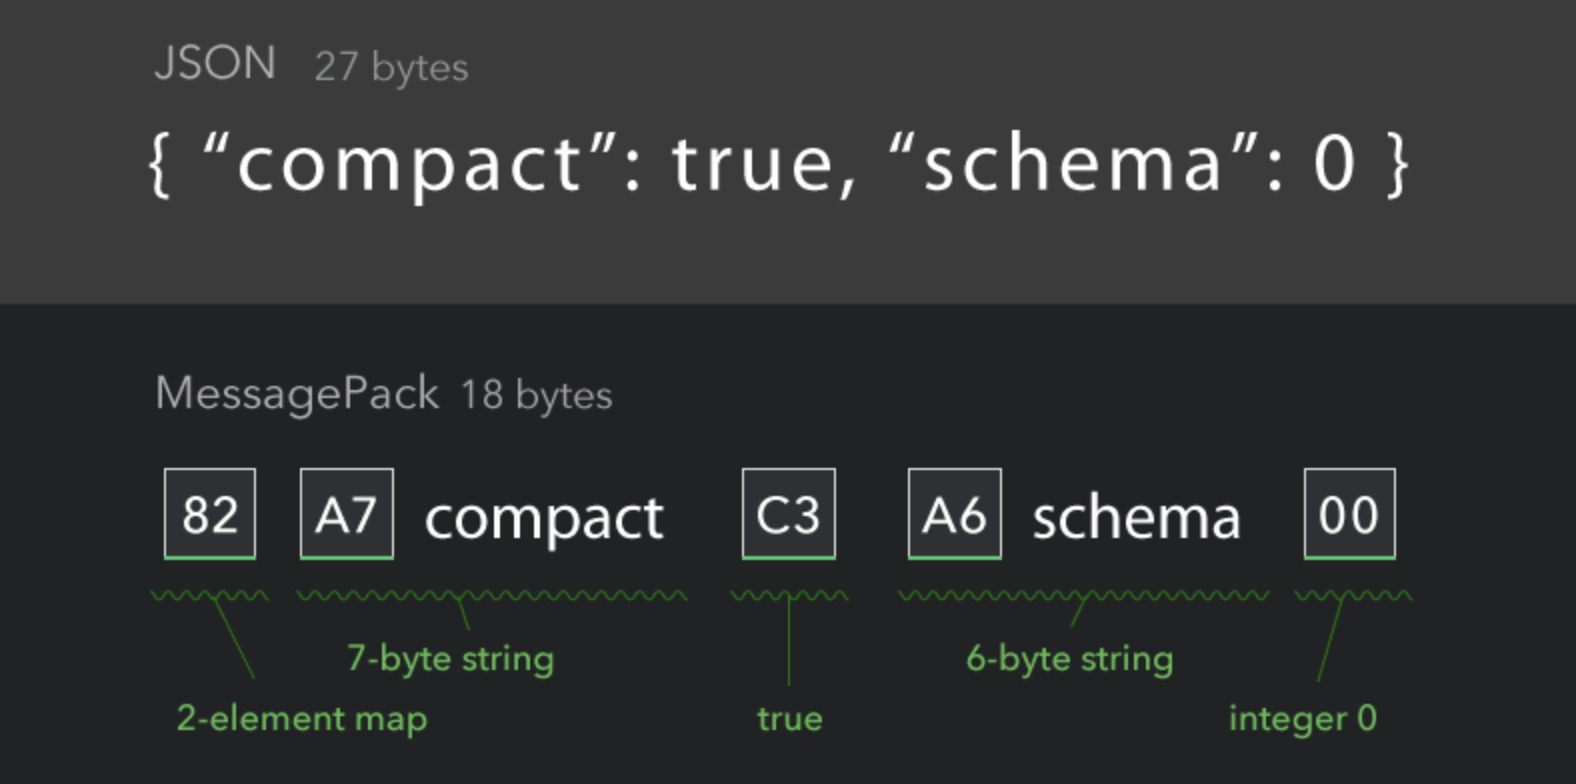 JSON 27 bytes
{ “compact”: true, “schema”: 0 }
MessagePack 18 bytes
82 A7 compact C3 A6 schema 00
7-byte string 6-byte string
2-element map true integer 0